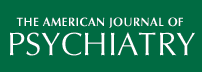 THE AMERICAN JOURNAL OF
PSYCHIATRY